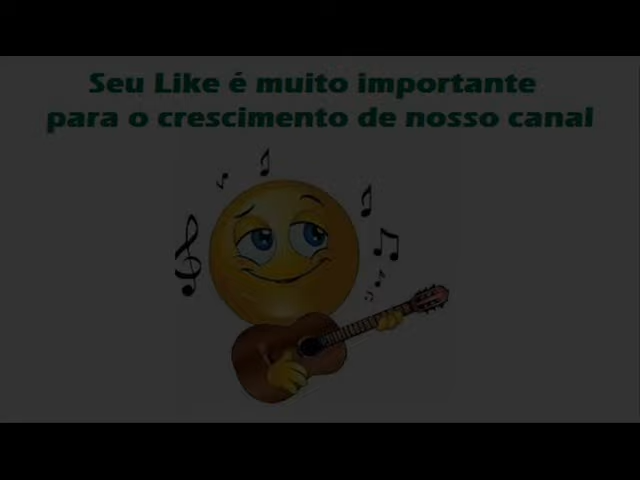 Seu Like é muito importante
para o crescimento de nosso canal